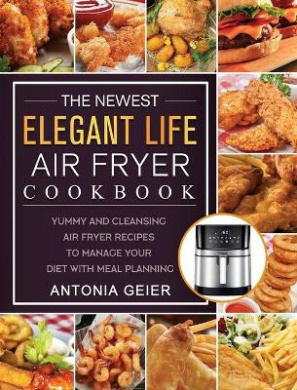 THE NEWEST
ELEGANT LIFE
AIR FRYER
COOKBOOK
YUMMY AND CLEANSING
AIR FRYER RECIPES
TO MANAGE YOUR
DIET WITH MEAL PLANNING
ANTONIA GEIER